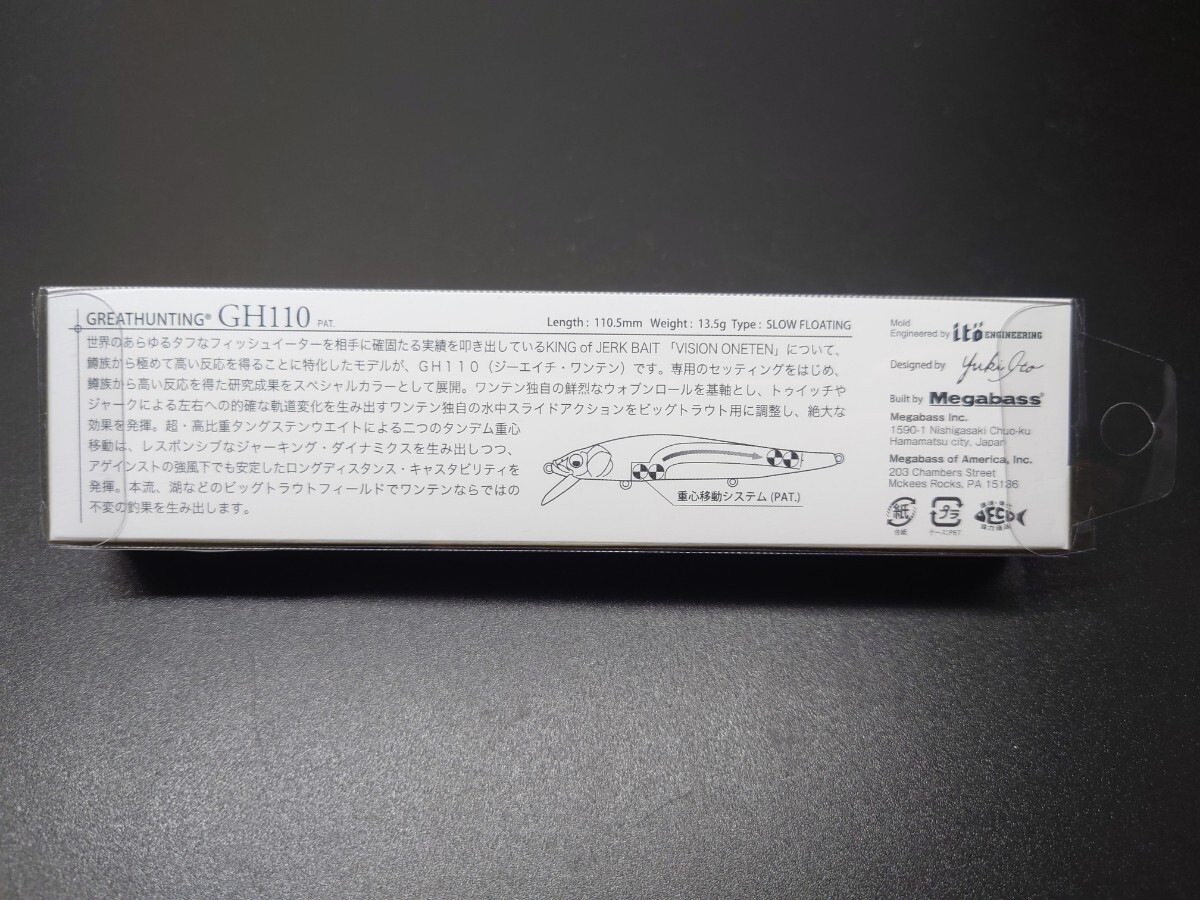 GREATHUNTING® GH110 PAT.
Length : 110.5mm Weight : 13.5g Type : SLOW FLOATING
世界のあらゆるタフなフィッシュイーターを相手に確固たる実績を叩き出しているKING of JERK BAIT 「VISION ONETEN」について、
鱒族から極めて高い反応を得ることに特化したモデルが、GH110（ジーエイチ・ワンテン）です。専用のセッティングをはじめ、
鱒族から高い反応を得た研究成果をスペシャルカラーとして展開。ワンテン独自の鮮烈なウォブンロールを基軸とし、トゥイッチや
ジャークによる左右への的確な軌道変化を生み出すワンテン独自の水中スライドアクションをビッグトラウト用に調整し、絶大な
効果を発揮。超・高比重タングステンウエイトによる二つのタンデム重心
移動は、レスポンシブなジャーキング・ダイナミクスを生み出しつつ、
アゲインストの強風下でも安定したロングディスタンス・キャスタビリティを
発揮。本流、湖などのビッグトラウトフィールドでワンテンならではの
不変の釣果を生み出します。
重心移動システム (PAT.)
Mold
Engineered by itö ENGINEERING
Designed by Yuki Ito
Built by Megabass®
Megabass Inc.
1590-1 Nishigasaki Chuo-ku
Hamamatsu city, Japan
Megabass of America, Inc.
203 Chambers Street
Mckees Rocks, PA 15136
紙
台紙
プラ
ケース:PET
ECO